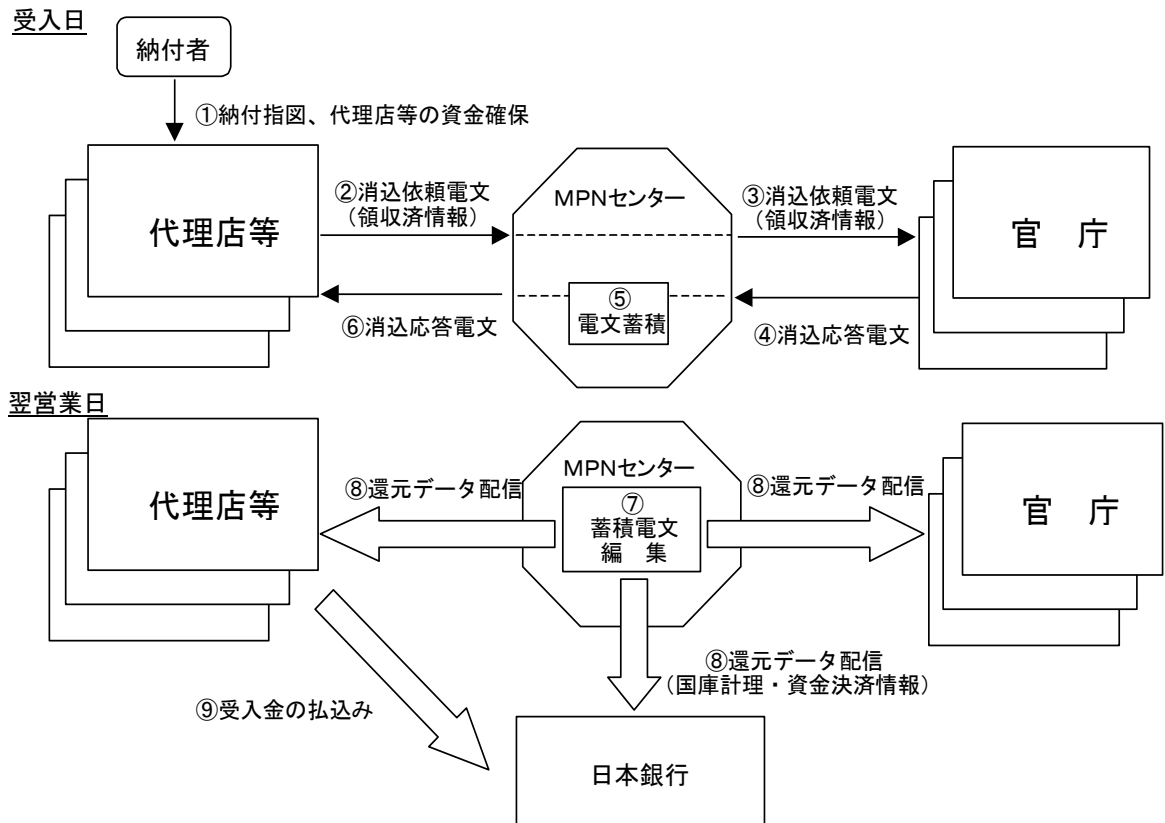 受入日
納付者
①納付指図、代理店等の資金確保
代理店等
②消込依頼電文
(領収済情報)
MPNセンター
③消込依頼電文
(領収済情報)
官 庁
⑤
電文蓄積
⑥消込応答電文
④消込応答電文
翌営業日
代理店等
⑧還元データ配信
MPNセンター
⑦
蓄積電文
編 集
⑧還元データ配信
官 庁
⑧還元データ配信
(国庫計理・資金決済情報)
⑨受入金の払込み
日本銀行